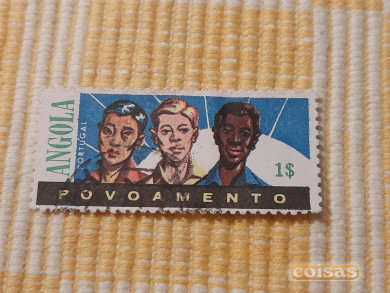 ANGOLA
PORTUGAL
1$
POVOAMENTO
coisas